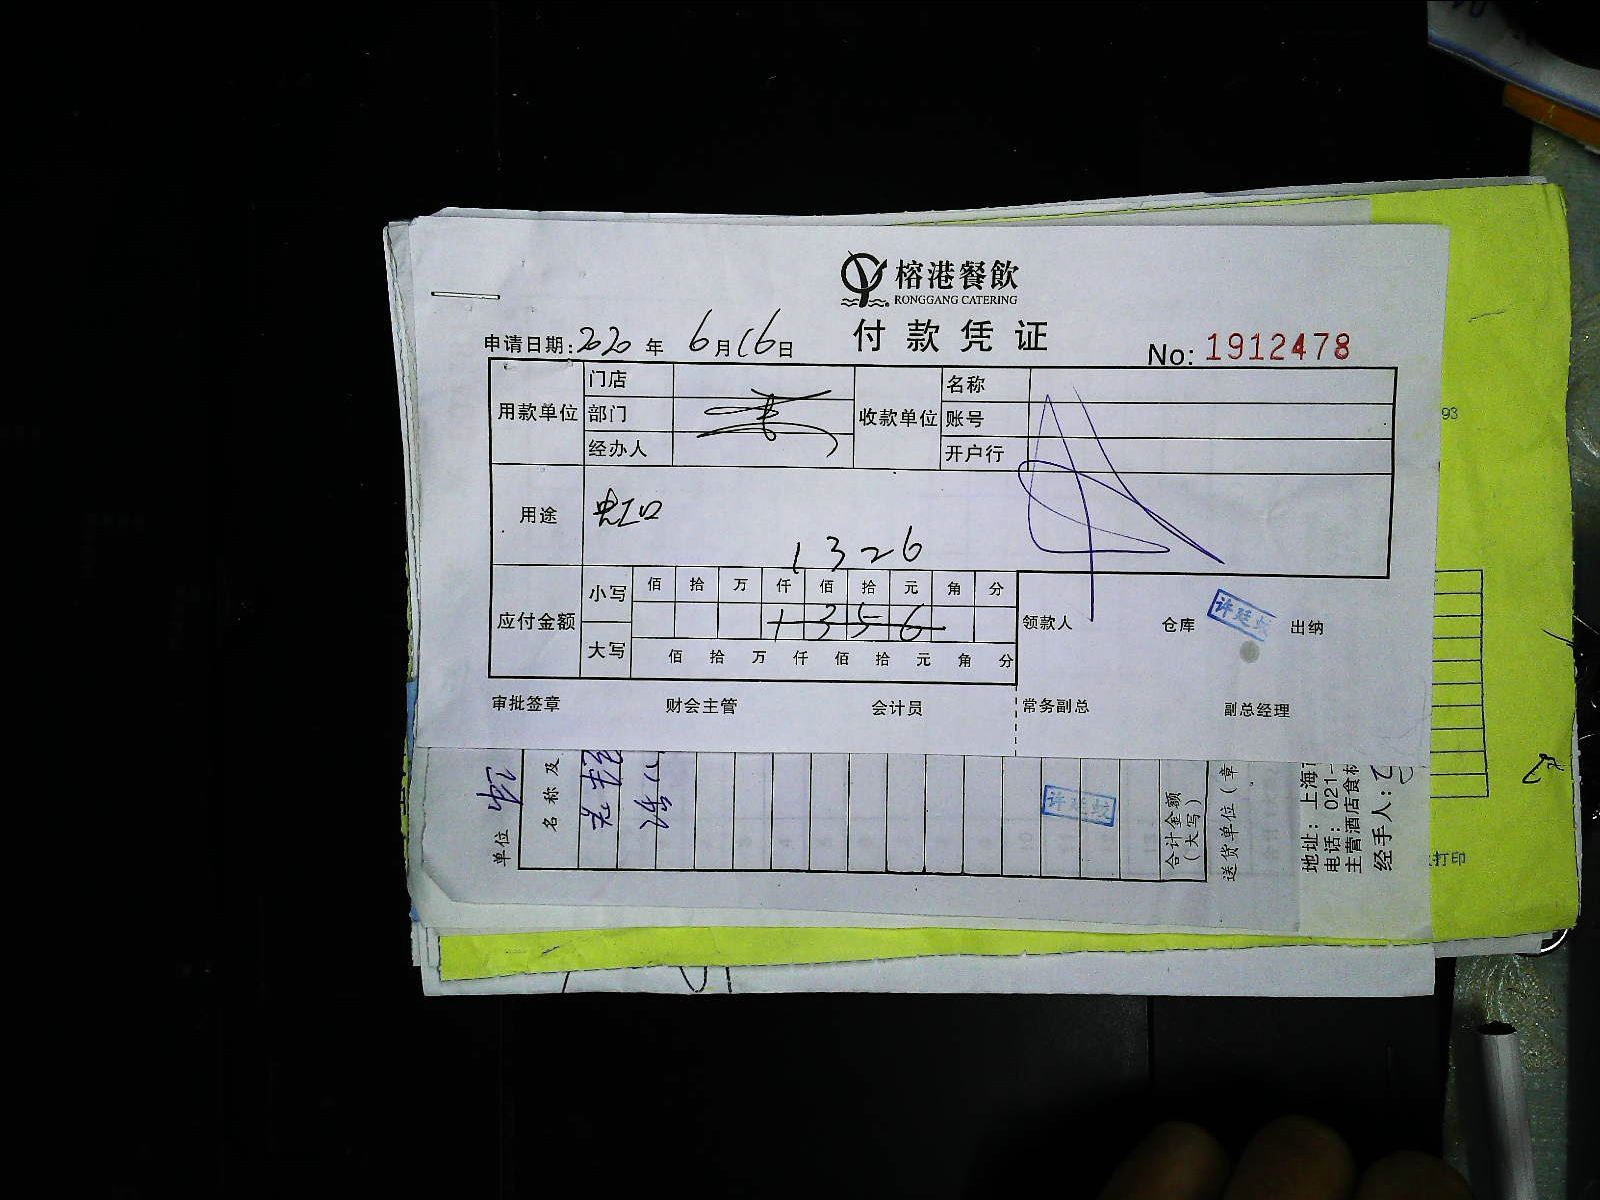 榕港餐飲
RONGGANG CATERING
付款凭证
申请日期:2020年 6月16日
No: 1912478
用款单位 门店 收款单位 名称
部门 账号
经办人 开户行
用途 虹口
1326
应付金额 小写 佰 拾 万 仟 佰 拾 元 角 分
1356
大写 佰 拾 万 仟 佰 拾 元 角 分
领款人 仓库 出纳
审批签章 财会主管 会计员 常务副总 副总经理
单位 虹
名称及
合计金额
(大写)
送货单位(章
地址:上海
电话:021-
主营酒店食材
经手人:
93
打印